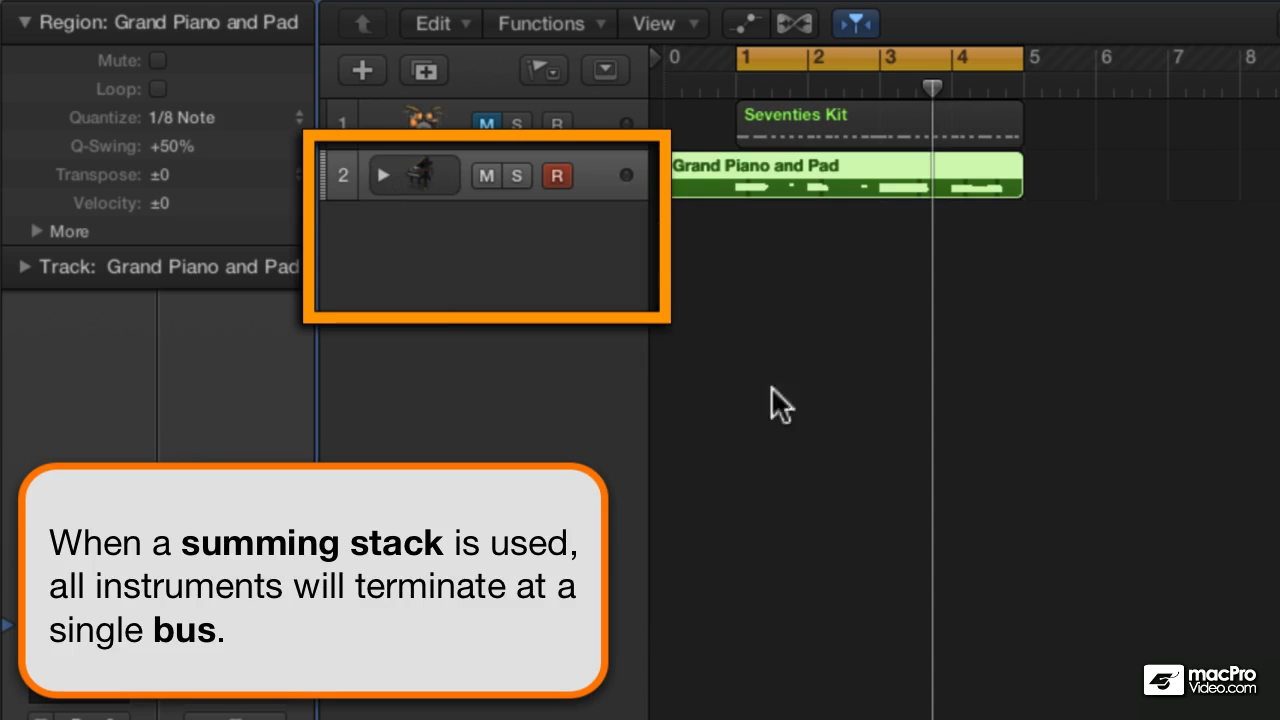 Region: Grand Piano and Pad
Mute:
Loop:
Quantize: 1/8 Note
Q-Swing: +50%
Transpose: ±0
Velocity: ±0
More
Track: Grand Piano and Pad
Edit Functions View
0 1 2 3 4 5 6 7 8
1 M S R
Seventies Kit
2 M S R
Grand Piano and Pad
When a summing stack is used,
all instruments will terminate at a
single bus.
macPro
Video.com